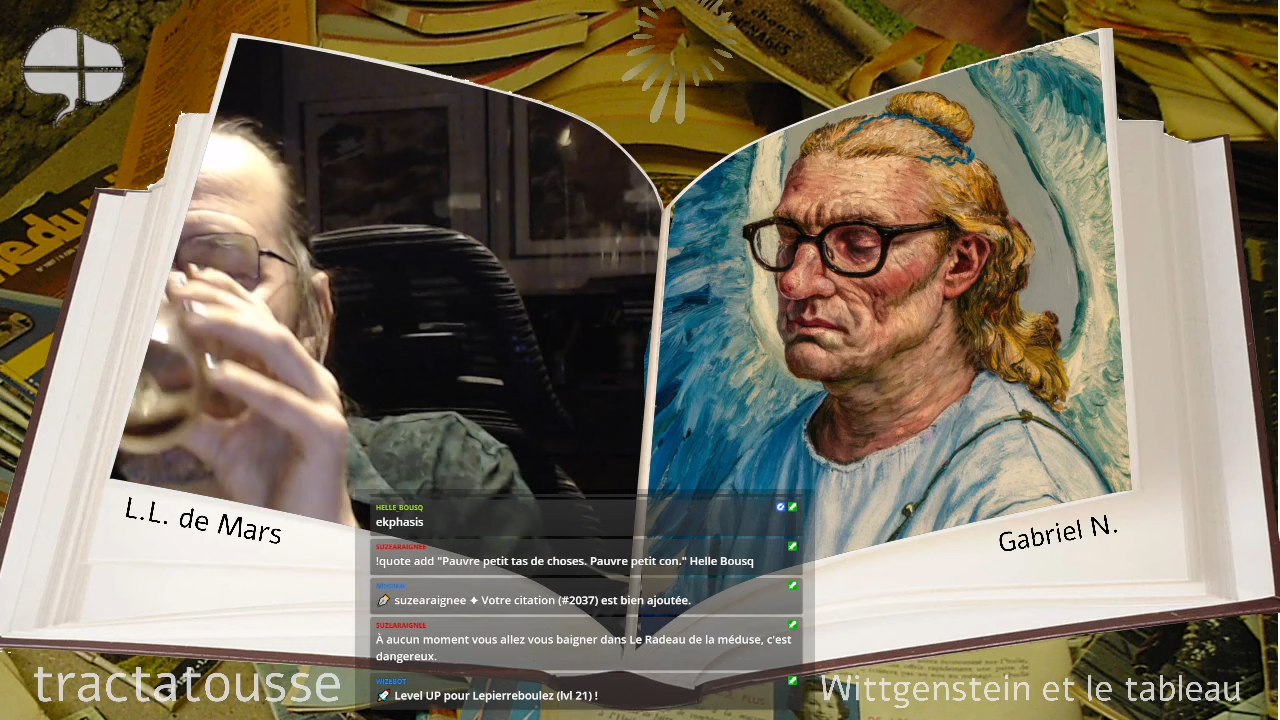 L.L. de Mars
Gabriel N.
HELLE_BOUSQ
ekphasis
SUZEARAIGNEE
!quote add "Pauvre petit tas de choses. Pauvre petit con." Helle Bousq
suzearaignee ✦ Votre citation (#2037) est bien ajoutée.
SUZEARAIGNEE
À aucun moment vous allez vous baigner dans Le Radeau de la méduse, c'est
dangereux.
WIZEBOT
Level UP pour Lepierreboulez (lvl 21) !
tractatousse
Wittgenstein et le tableau